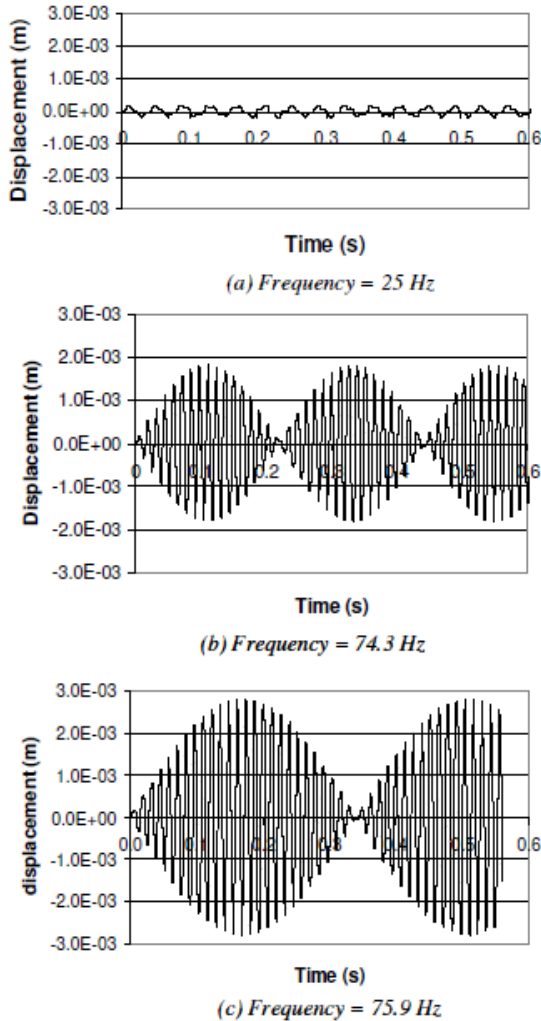 3.0E-03
2.0E-03
1.0E-03
0.0E+00
-1.0E-03
-2.0E-03
-3.0E-03
Displacement (m)
0 0.1 0.2 0.3 0.4 0.5 0.6
Time (s)
(a) Frequency = 25 Hz
3.0E-03
2.0E-03
1.0E-03
0.0E+00
-1.0E-03
-2.0E-03
-3.0E-03
Displacement (m)
0.0 0.1 0.2 0.3 0.4 0.5 0.6
Time (s)
(b) Frequency = 74.3 Hz
3.0E-03
2.0E-03
1.0E-03
0.0E+00
-1.0E-03
-2.0E-03
-3.0E-03
displacement (m)
0.0 0.1 0.2 0.3 0.4 0.5 0.6
Time (s)
(c) Frequency = 75.9 Hz